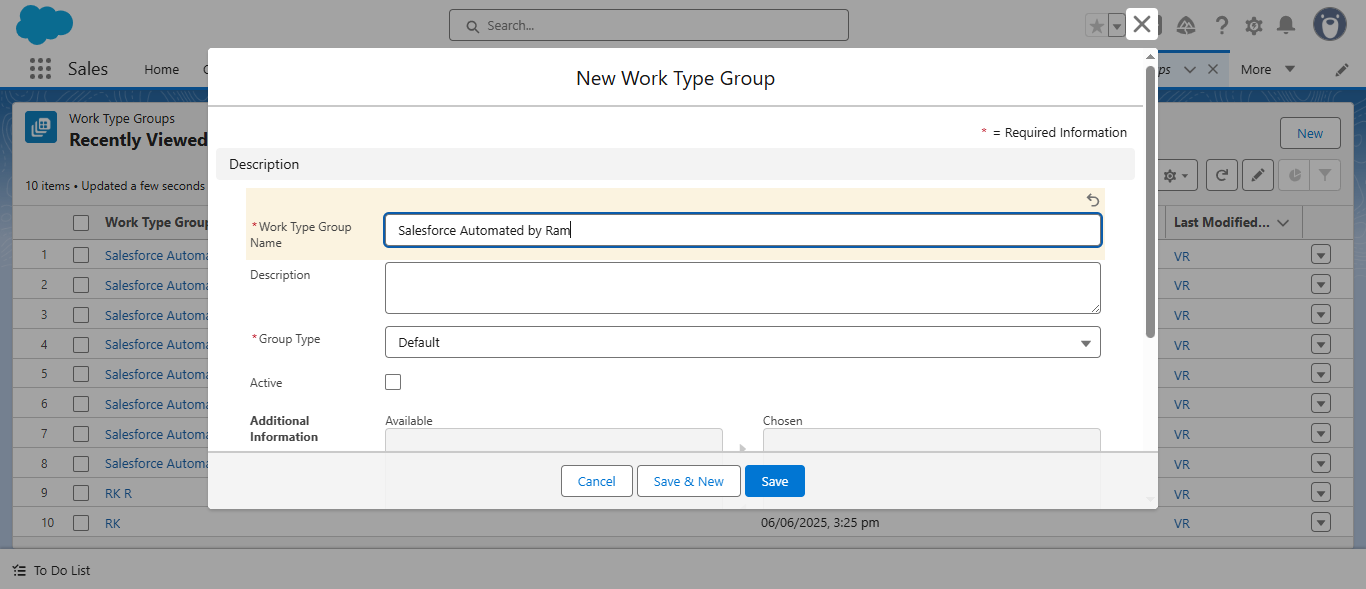 Search...
Sales
Home
ps
More
New Work Type Group
Work Type Groups
Recently Viewed
New
* = Required Information
Description
10 items • Updated a few seconds
Work Type Group
Last Modified...
*Work Type Group Name
Salesforce Automated by Ram
Description
*Group Type
Default
Active
Additional Information
Available
Chosen
1 Salesforce Automa VR
2 Salesforce Automa VR
3 Salesforce Automa VR
4 Salesforce Automa VR
5 Salesforce Automa VR
6 Salesforce Automa VR
7 Salesforce Automa VR
8 Salesforce Automa VR
9 RK R VR
10 RK 06/06/2025, 3:25 pm VR
Cancel
Save & New
Save
To Do List